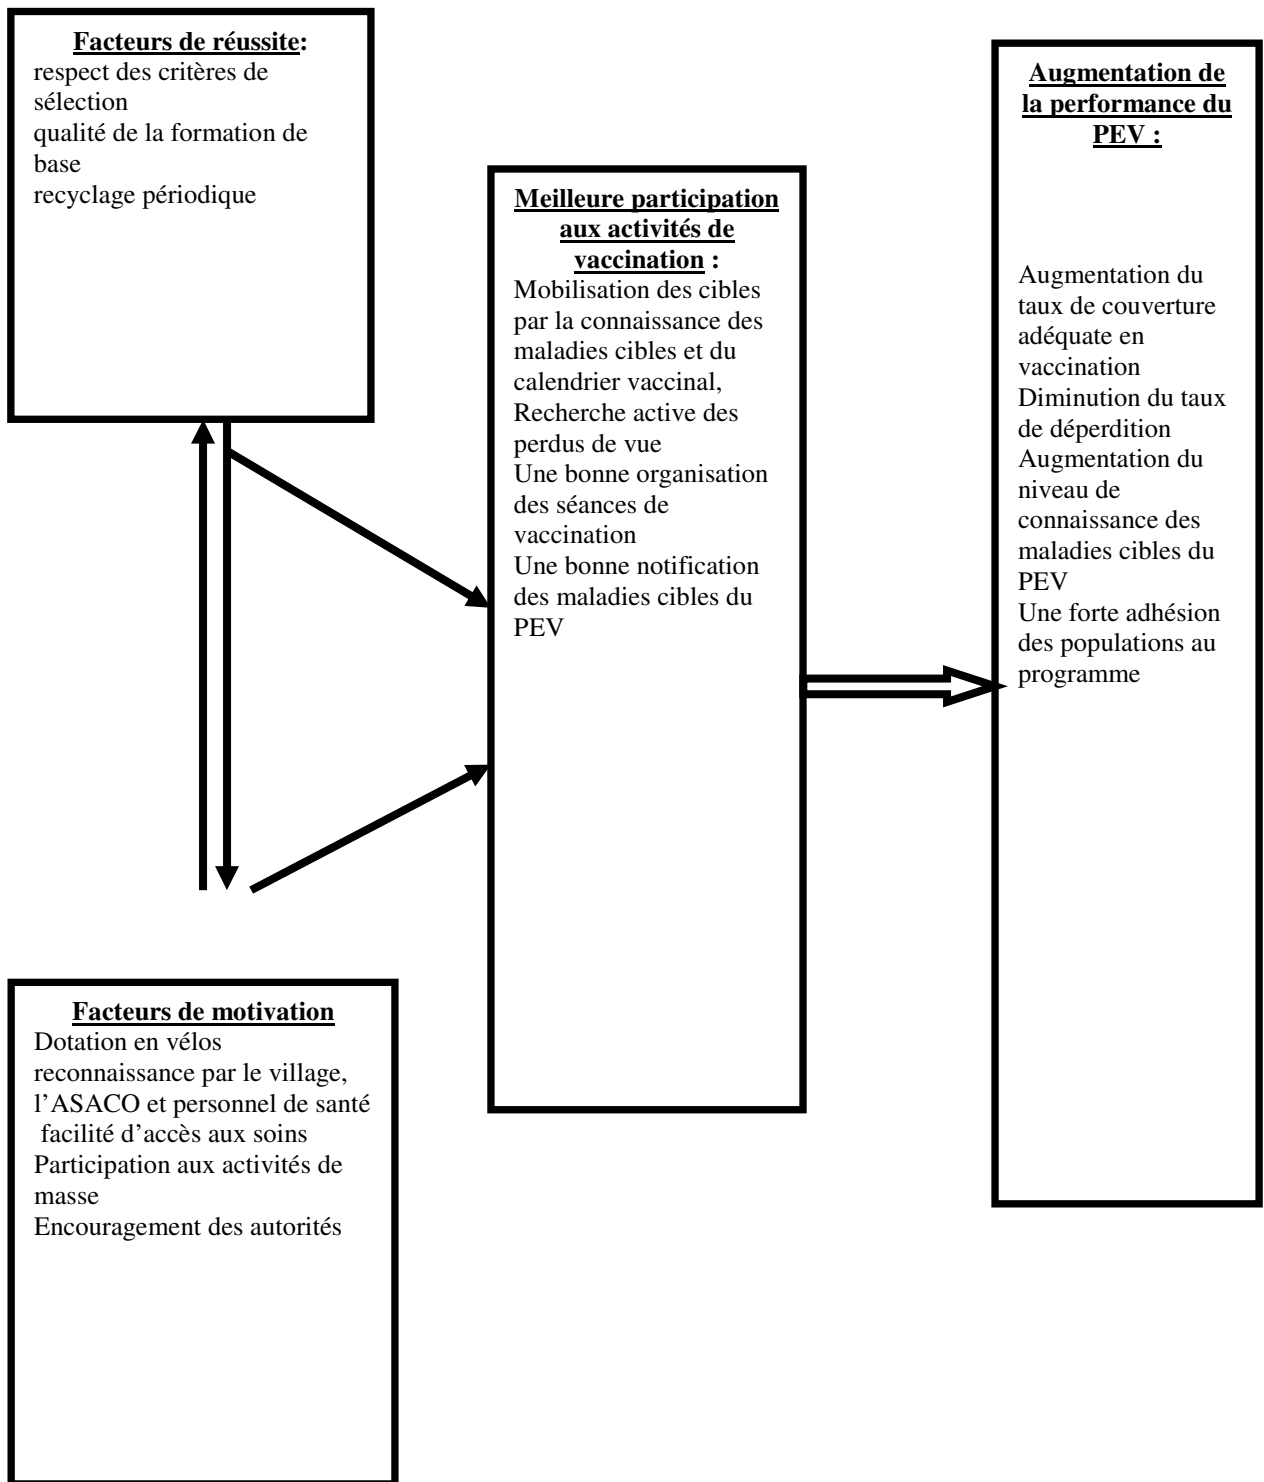 Facteurs de réussite:
respect des critères de
sélection
qualité de la formation de
base
recyclage périodique
Facteurs de motivation
Dotation en vélos
reconnaissance par le village,
l’ASACO et personnel de santé
facilité d’accès aux soins
Participation aux activités de
masse
Encouragement des autorités
Meilleure participation
aux activités de
vaccination :
Mobilisation des cibles
par la connaissance des
maladies cibles et du
calendrier vaccinal,
Recherche active des
perdus de vue
Une bonne organisation
des séances de
vaccination
Une bonne notification
des maladies cibles du
PEV
Augmentation de
la performance du
PEV :
Augmentation du
taux de couverture
adéquate en
vaccination
Diminution du taux
de déperdition
Augmentation du
niveau de
connaissance des
maladies cibles du
PEV
Une forte adhésion
des populations au
programme